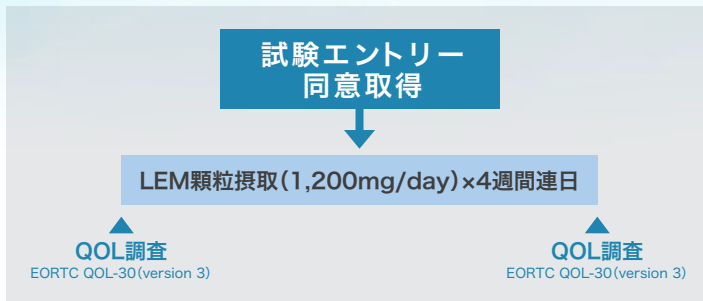 試験エントリー
同意取得
LEM顆粒摂取(1,200mg/day)×4週間連日
QOL調査
EORTC QOL-30(version 3)
QOL調査
EORTC QOL-30(version 3)